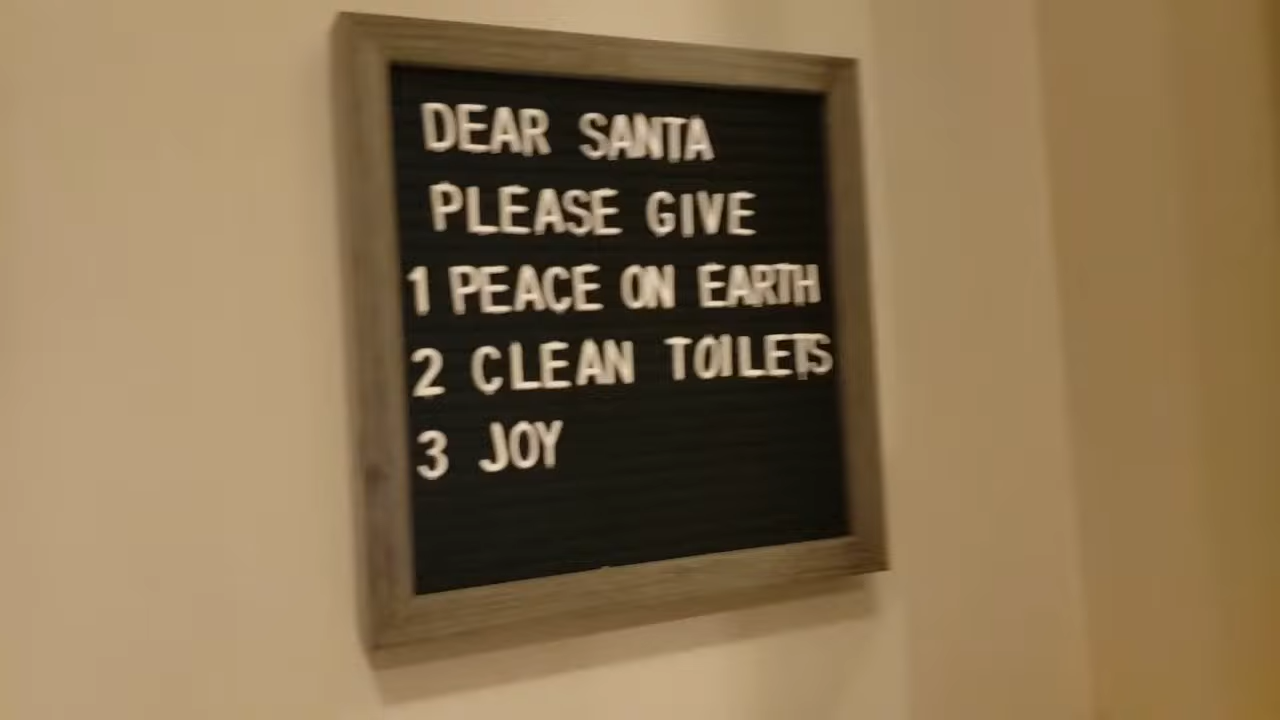 DEAR SANTA
PLEASE GIVE
1 PEACE ON EARTH
2 CLEAN TOILETS
3 JOY